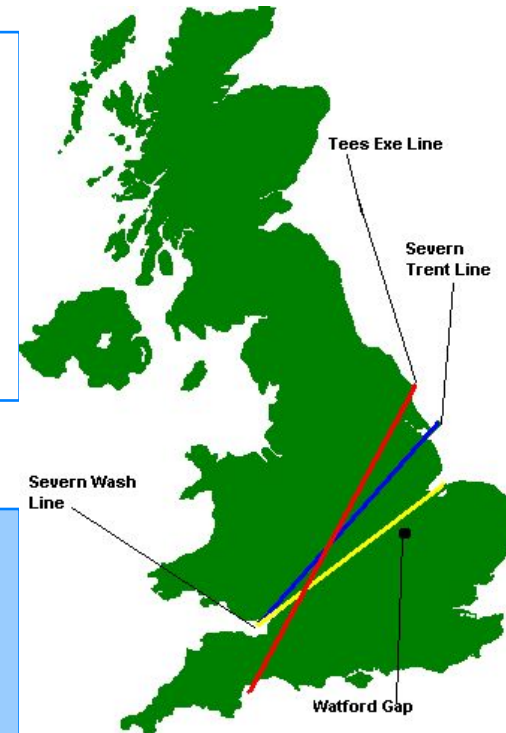 Tees Exe Line
Severn
Trent Line
Severn Wash
Line
Watford Gap